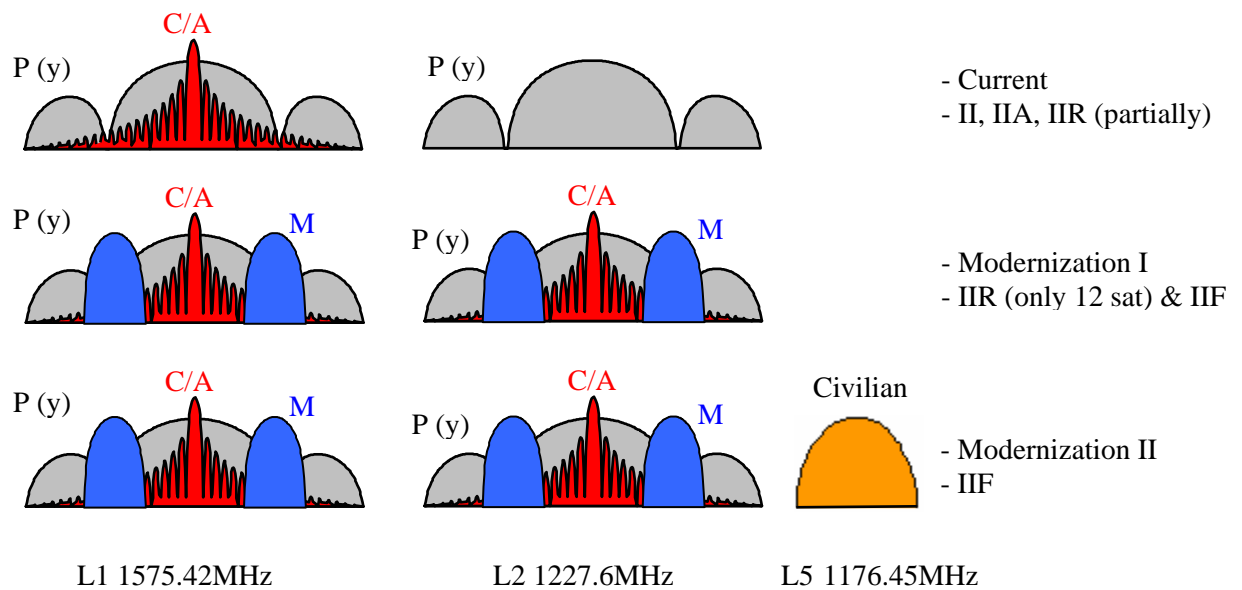 C/A
P (y)
P (y)
- Current
- II, IIA, IIR (partially)
C/A
P (y)
M
C/A
P (y)
M
- Modernization I
- IIR (only 12 sat) & IIF
C/A
P (y)
M
C/A
P (y)
M
Civilian
- Modernization II
- IIF
L1 1575.42MHz
L2 1227.6MHz
L5 1176.45MHz